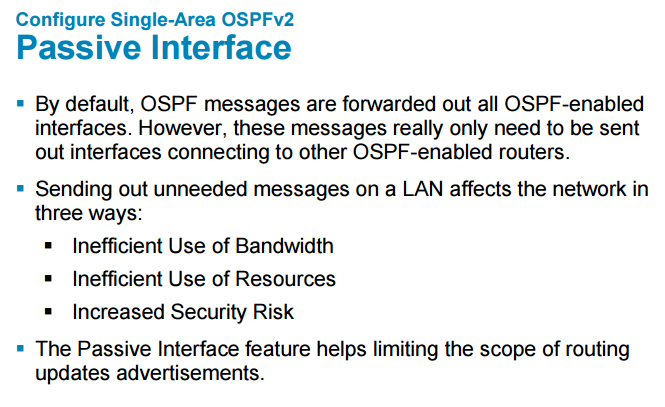 Configure Single-Area OSPFv2
Passive Interface
▪ By default, OSPF messages are forwarded out all OSPF-enabled
interfaces. However, these messages really only need to be sent
out interfaces connecting to other OSPF-enabled routers.
▪ Sending out unneeded messages on a LAN affects the network in
three ways:
▪ Inefficient Use of Bandwidth
▪ Inefficient Use of Resources
▪ Increased Security Risk
▪ The Passive Interface feature helps limiting the scope of routing
updates advertisements.